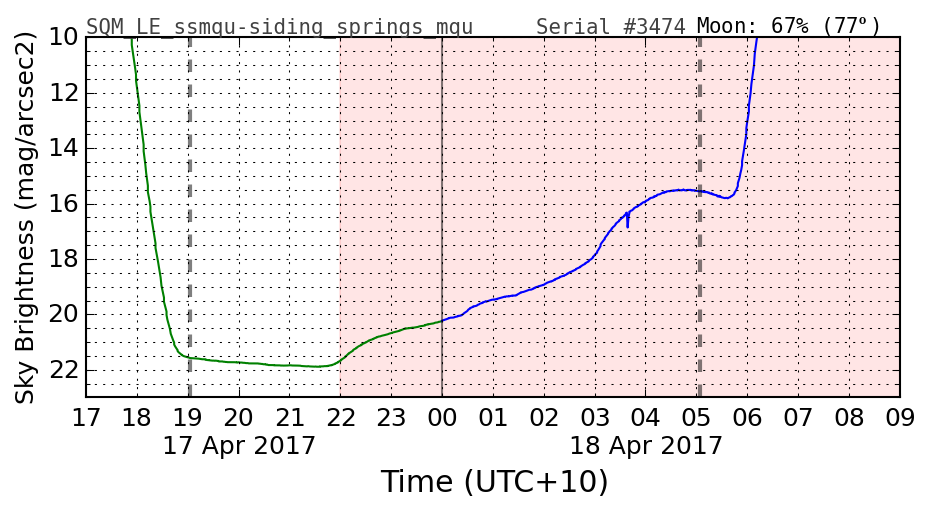 SQM_LE_ssmqu-siding_springs_mqu Serial #3474 Moon: 67% (77°)
Sky Brightness (mag/arcsec2)
10
12
14
16
18
20
22
17 18 19 20 21 22 23 00 01 02 03 04 05 06 07 08 09
17 Apr 2017 18 Apr 2017
Time (UTC+10)